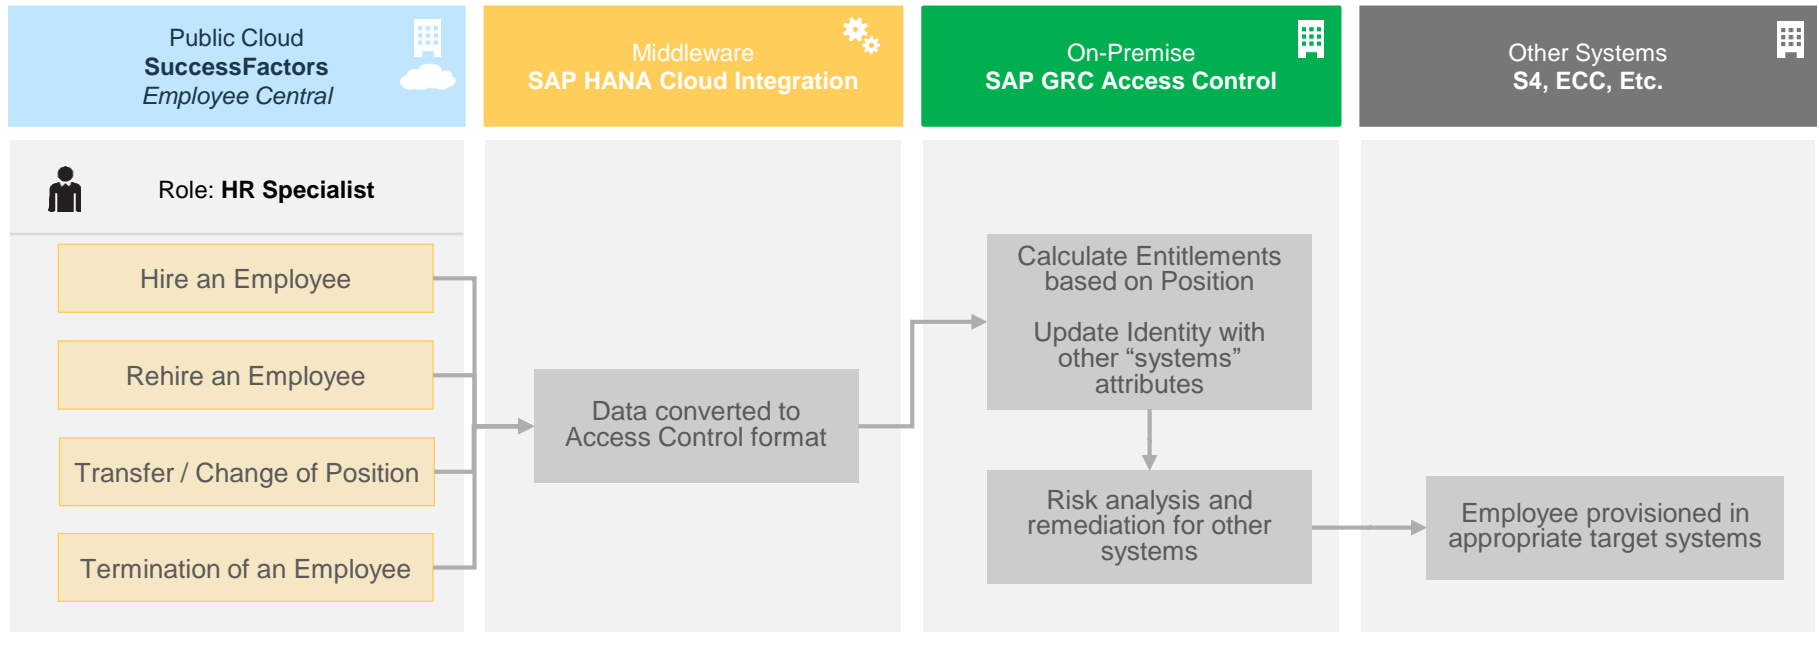 Public Cloud
SuccessFactors
Employee Central
Middleware
SAP HANA Cloud Integration
On-Premise
SAP GRC Access Control
Other Systems
S4, ECC, Etc.
Role: HR Specialist
Hire an Employee
Rehire an Employee
Transfer / Change of Position
Termination of an Employee
Data converted to
Access Control format
Calculate Entitlements
based on Position
Update Identity with
other “systems”
attributes
Risk analysis and
remediation for other
systems
Employee provisioned in
appropriate target systems